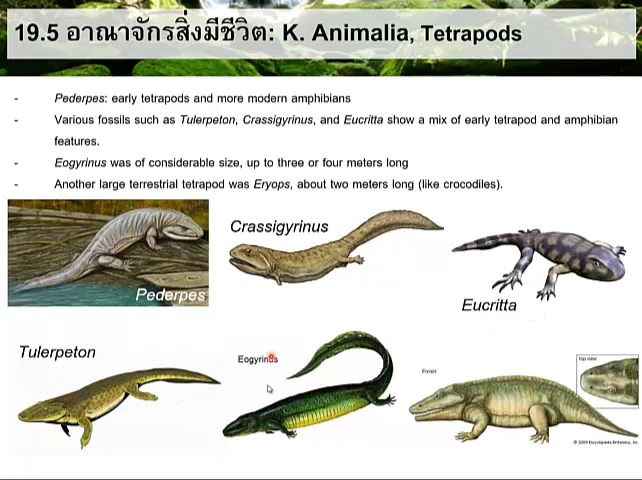 19.5 อาณาจักรสิ่งมีชีวิต: K. Animalia, Tetrapods
- Pederpes: early tetrapods and more modern amphibians
- Various fossils such as Tulerpeton, Crassigyrinus, and Eucritta show a mix of early tetrapod and amphibian
features.
- Eogyrinus was of considerable size, up to three or four meters long
- Another large terrestrial tetrapod was Eryops, about two meters long (like crocodiles).
Pederpes
Crassigyrinus
Eucritta
Tulerpeton
Eogyrinus
Eryops
top view
© 2009 Encyclopædia Britannica, Inc.